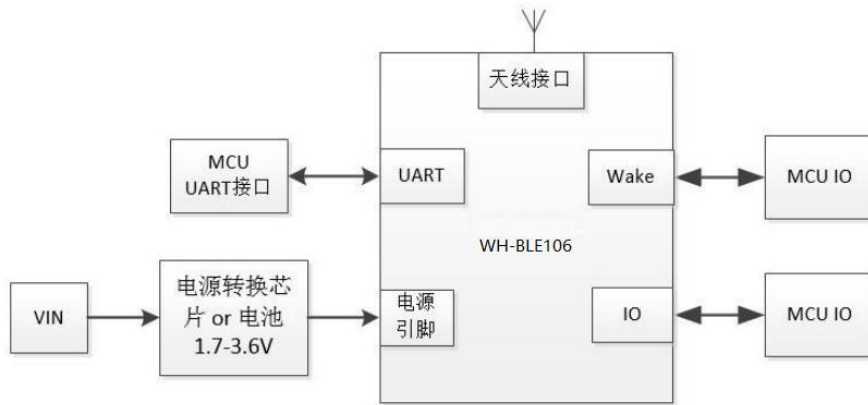 天线接口
MCU
UART接口
UART
Wake
MCU IO
WH-BLE106
VIN
电源转换芯
片 or 电池
1.7-3.6V
电源
引脚
IO
MCU IO